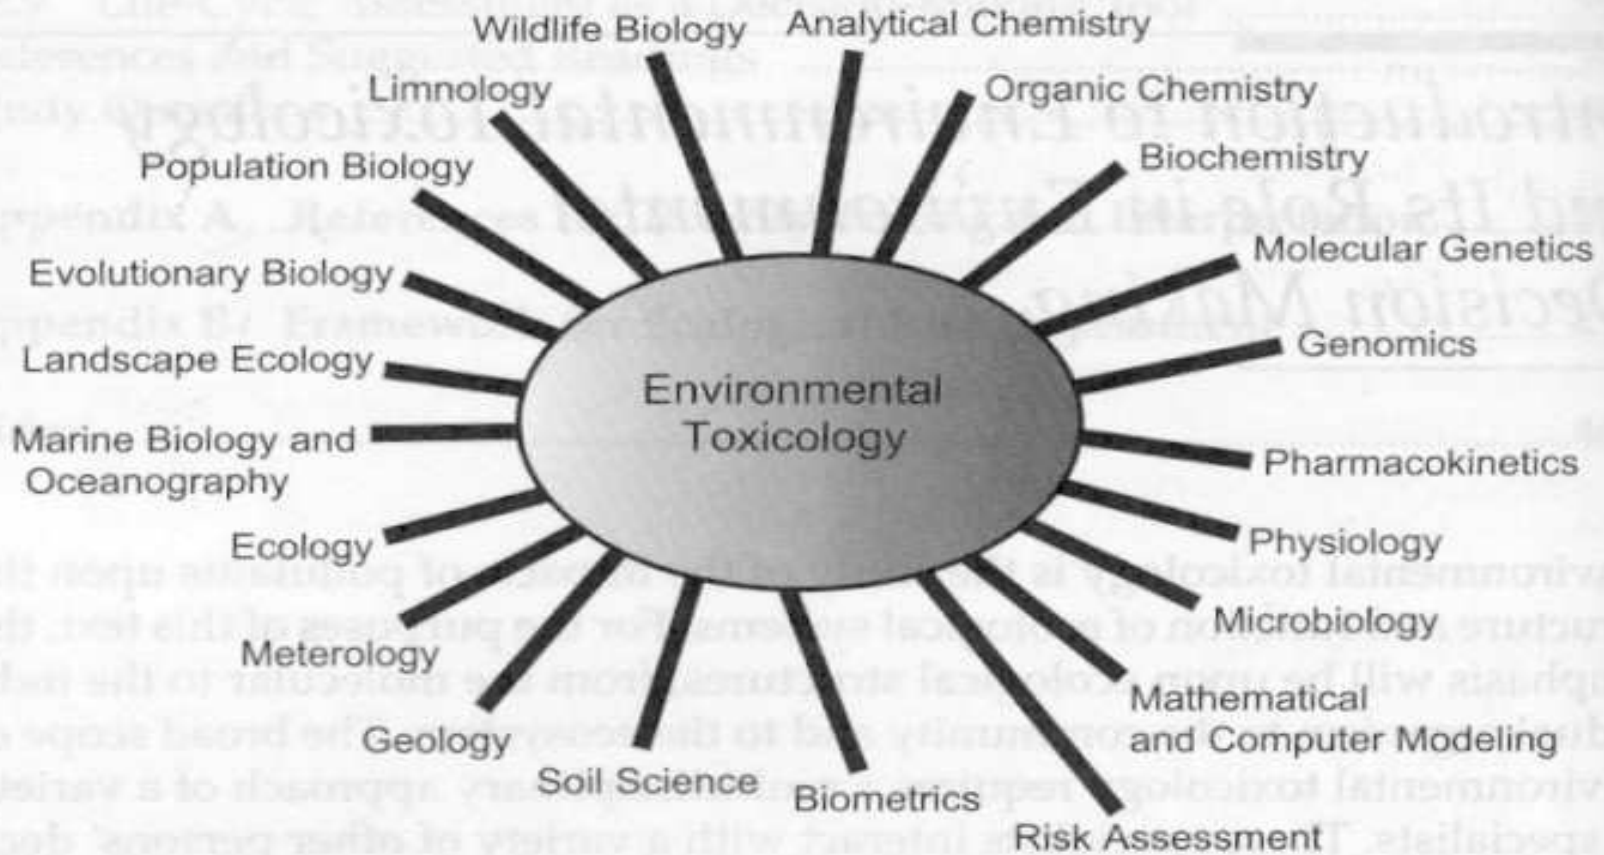 Wildlife Biology
Analytical Chemistry
Limnology
Organic Chemistry
Population Biology
Biochemistry
Evolutionary Biology
Molecular Genetics
Landscape Ecology
Genomics
Environmental
Toxicology
Marine Biology and
Oceanography
Pharmacokinetics
Ecology
Physiology
Meterology
Microbiology
Geology
Mathematical
and Computer Modeling
Soil Science
Biometrics
Risk Assessment